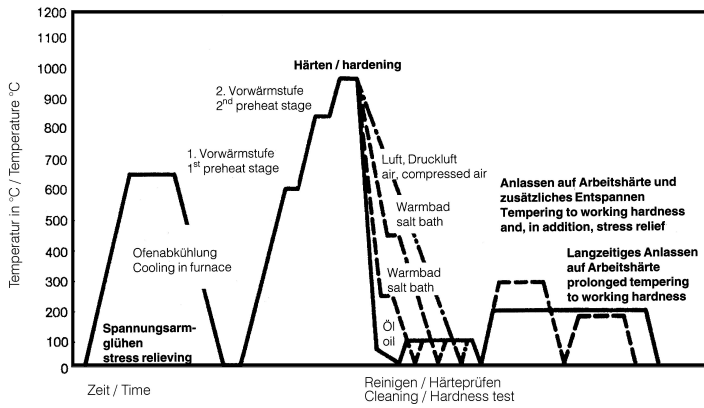 1200
1100
1000
900
800
700
600
500
400
300
200
100
0
Temperatur in °C / Temperature °C
Härten / hardening
2. Vorwärmstufe
2nd preheat stage
1. Vorwärmstufe
1st preheat stage
Luft, Druckluft
air, compressed air
Warmbad
salt bath
Warmbad
salt bath
Öl
oil
Ofenabkühlung
Cooling in furnace
Spannungsarm-
glühen
stress relieving
Anlassen auf Arbeitshärte und
zusätzliches Entspannen
Tempering to working hardness
and, in addition, stress relief
Langzeitiges Anlassen
auf Arbeitshärte
prolonged tempering
to working hardness
Zeit / Time
Reinigen / Härteprüfen
Cleaning / Hardness test